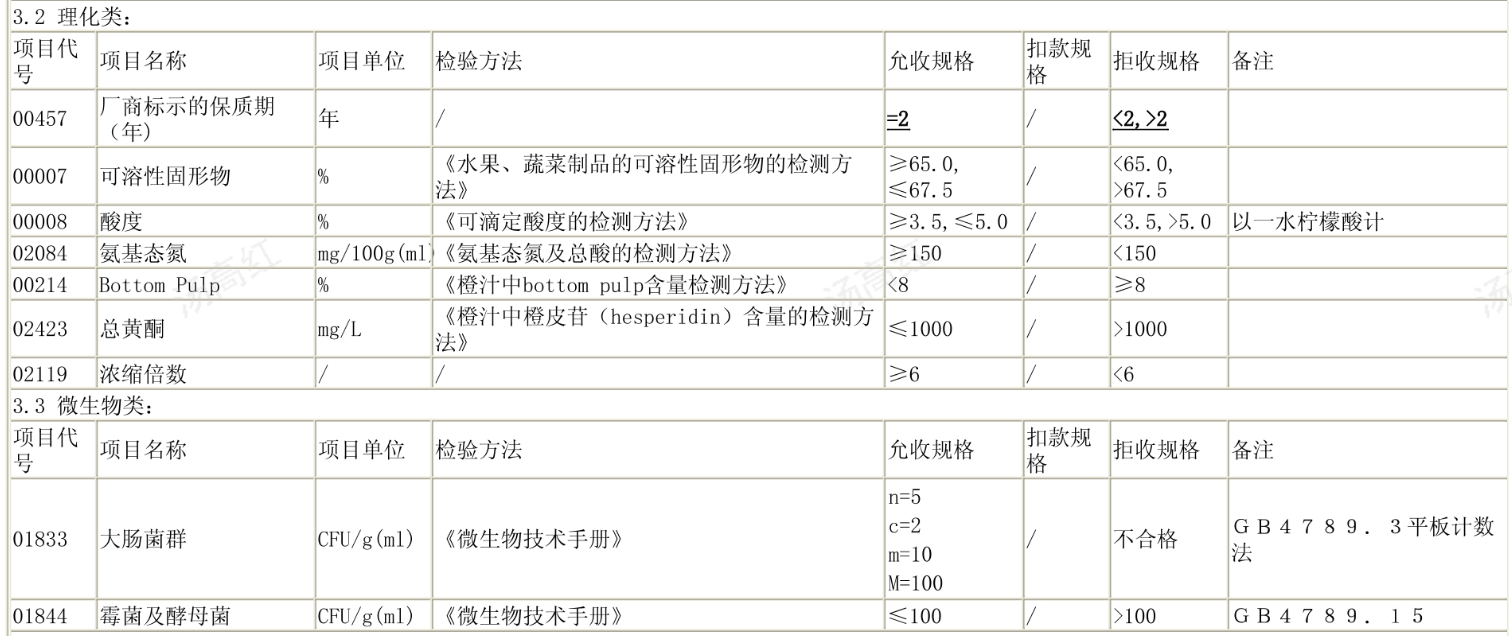 3.2 理化类：
项目代号 项目名称 项目单位 检验方法 允收规格 扣款规格 拒收规格 备注
00457 厂商标示的保质期（年） 年 / =2 / <2,>2
00007 可溶性固形物 % 《水果、蔬菜制品的可溶性固形物的检测方法》 ≥65.0,≤67.5 / <65.0,>67.5
00008 酸度 % 《可滴定酸度的检测方法》 ≥3.5,≤5.0 / <3.5,>5.0 以一水柠檬酸计
02084 氨基态氮 mg/100g(ml) 《氨基态氮及总酸的检测方法》 ≥150 / <150
00214 Bottom Pulp % 《橙汁中bottom pulp含量检测方法》 <8 / ≥8
02423 总黄酮 mg/L 《橙汁中橙皮苷（hesperidin）含量的检测方法》 ≤1000 / >1000
02119 浓缩倍数 / / ≥6 / <6
3.3 微生物类：
项目代号 项目名称 项目单位 检验方法 允收规格 扣款规格 拒收规格 备注
01833 大肠菌群 CFU/g(ml) 《微生物技术手册》 n=5 c=2 m=10 M=100 / 不合格 ＧＢ４７８９．３平板计数法
01844 霉菌及酵母菌 CFU/g(ml) 《微生物技术手册》 ≤100 / >100 ＧＢ４７８９．１５
汤高红
汤高红
汤